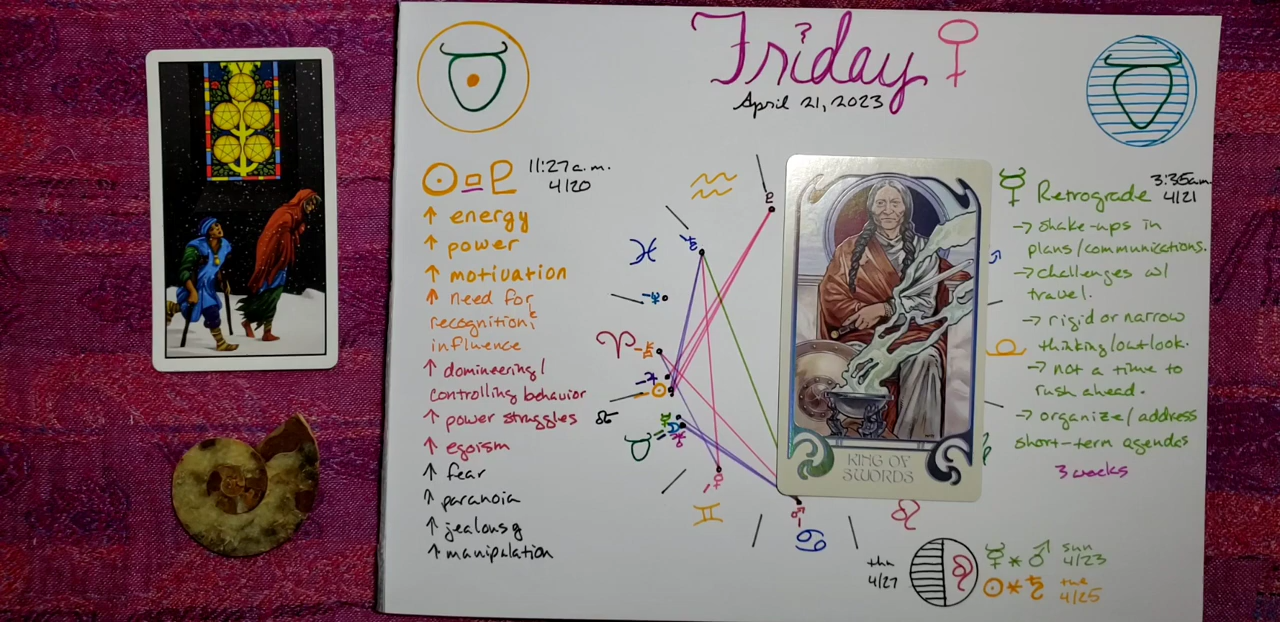 Friday ♀
April 21, 2023
☉ □ ♇ 11:27 a.m.
4/20
↑ energy
↑ power
↑ motivation
↑ need for
recognition &
influence
↑ domineering/
controlling behavior
↑ power struggles
↑ egoism
↑ fear
↑ paranoia
↑ jealousy
↑ manipulation
KING OF
SWORDS
☿ Retrograde 3:35am
4/21
→ shake-ups in
plans/communications.
→ challenges w/
travel.
→ rigid or narrow
thinking/outlook.
→ not a time to
rush ahead.
→ organize/address
short-term agendas
3 weeks
thu
4/27
☿ ⚹ ♂ sun
4/23
☉ ⚹ ♄ tue
4/25